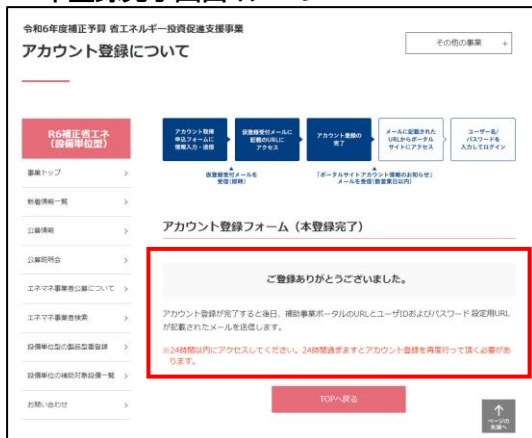 令和6年度補正予算 省エネルギー投資促進支援事業
アカウント登録について
その他の事業 +
R6補正省エネ
(設備単位型)
事業トップ >
新着情報一覧 >
公募情報 >
公募説明会 >
エネマネ事業者公募について >
エネマネ事業者検索 >
設備単位型の製品型番登録 >
設備単位の補助対象設備一覧 >
お問い合わせ >
アカウント取得
申込フォームに
情報入力・送信
仮登録受付メールに
記載のURLに
アクセス
アカウント登録の
完了
メールに記載された
URLからポータル
サイトにアクセス
ユーザー名/
パスワードを
入力してログイン
仮登録受付メールを
受信(即時)
「ポータルサイトアカウント情報のお知らせ」
メールを受信(数営業日以内)
アカウント登録フォーム(本登録完了)
ご登録ありがとうございました。
アカウント登録が完了すると後日、補助事業ポータルのURLとユーザIDおよびパスワード 設定用URL
が記載されたメールを送信します。
※24時間以内にアクセスしてください。24時間過ぎますとアカウント登録を再度行って頂く必要があ
ります。
TOPへ戻る
ページの
先頭へ